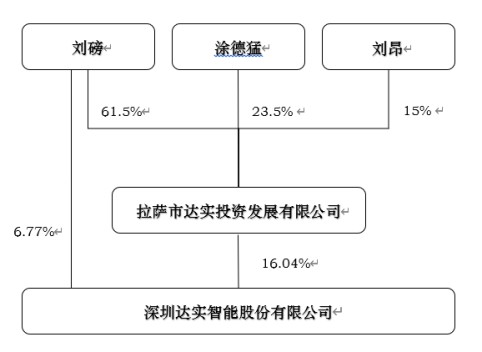 刘磅
涂德猛
刘昂
61.5%
23.5%
15%
拉萨市达实投资发展有限公司
6.77%
16.04%
深圳达实智能股份有限公司